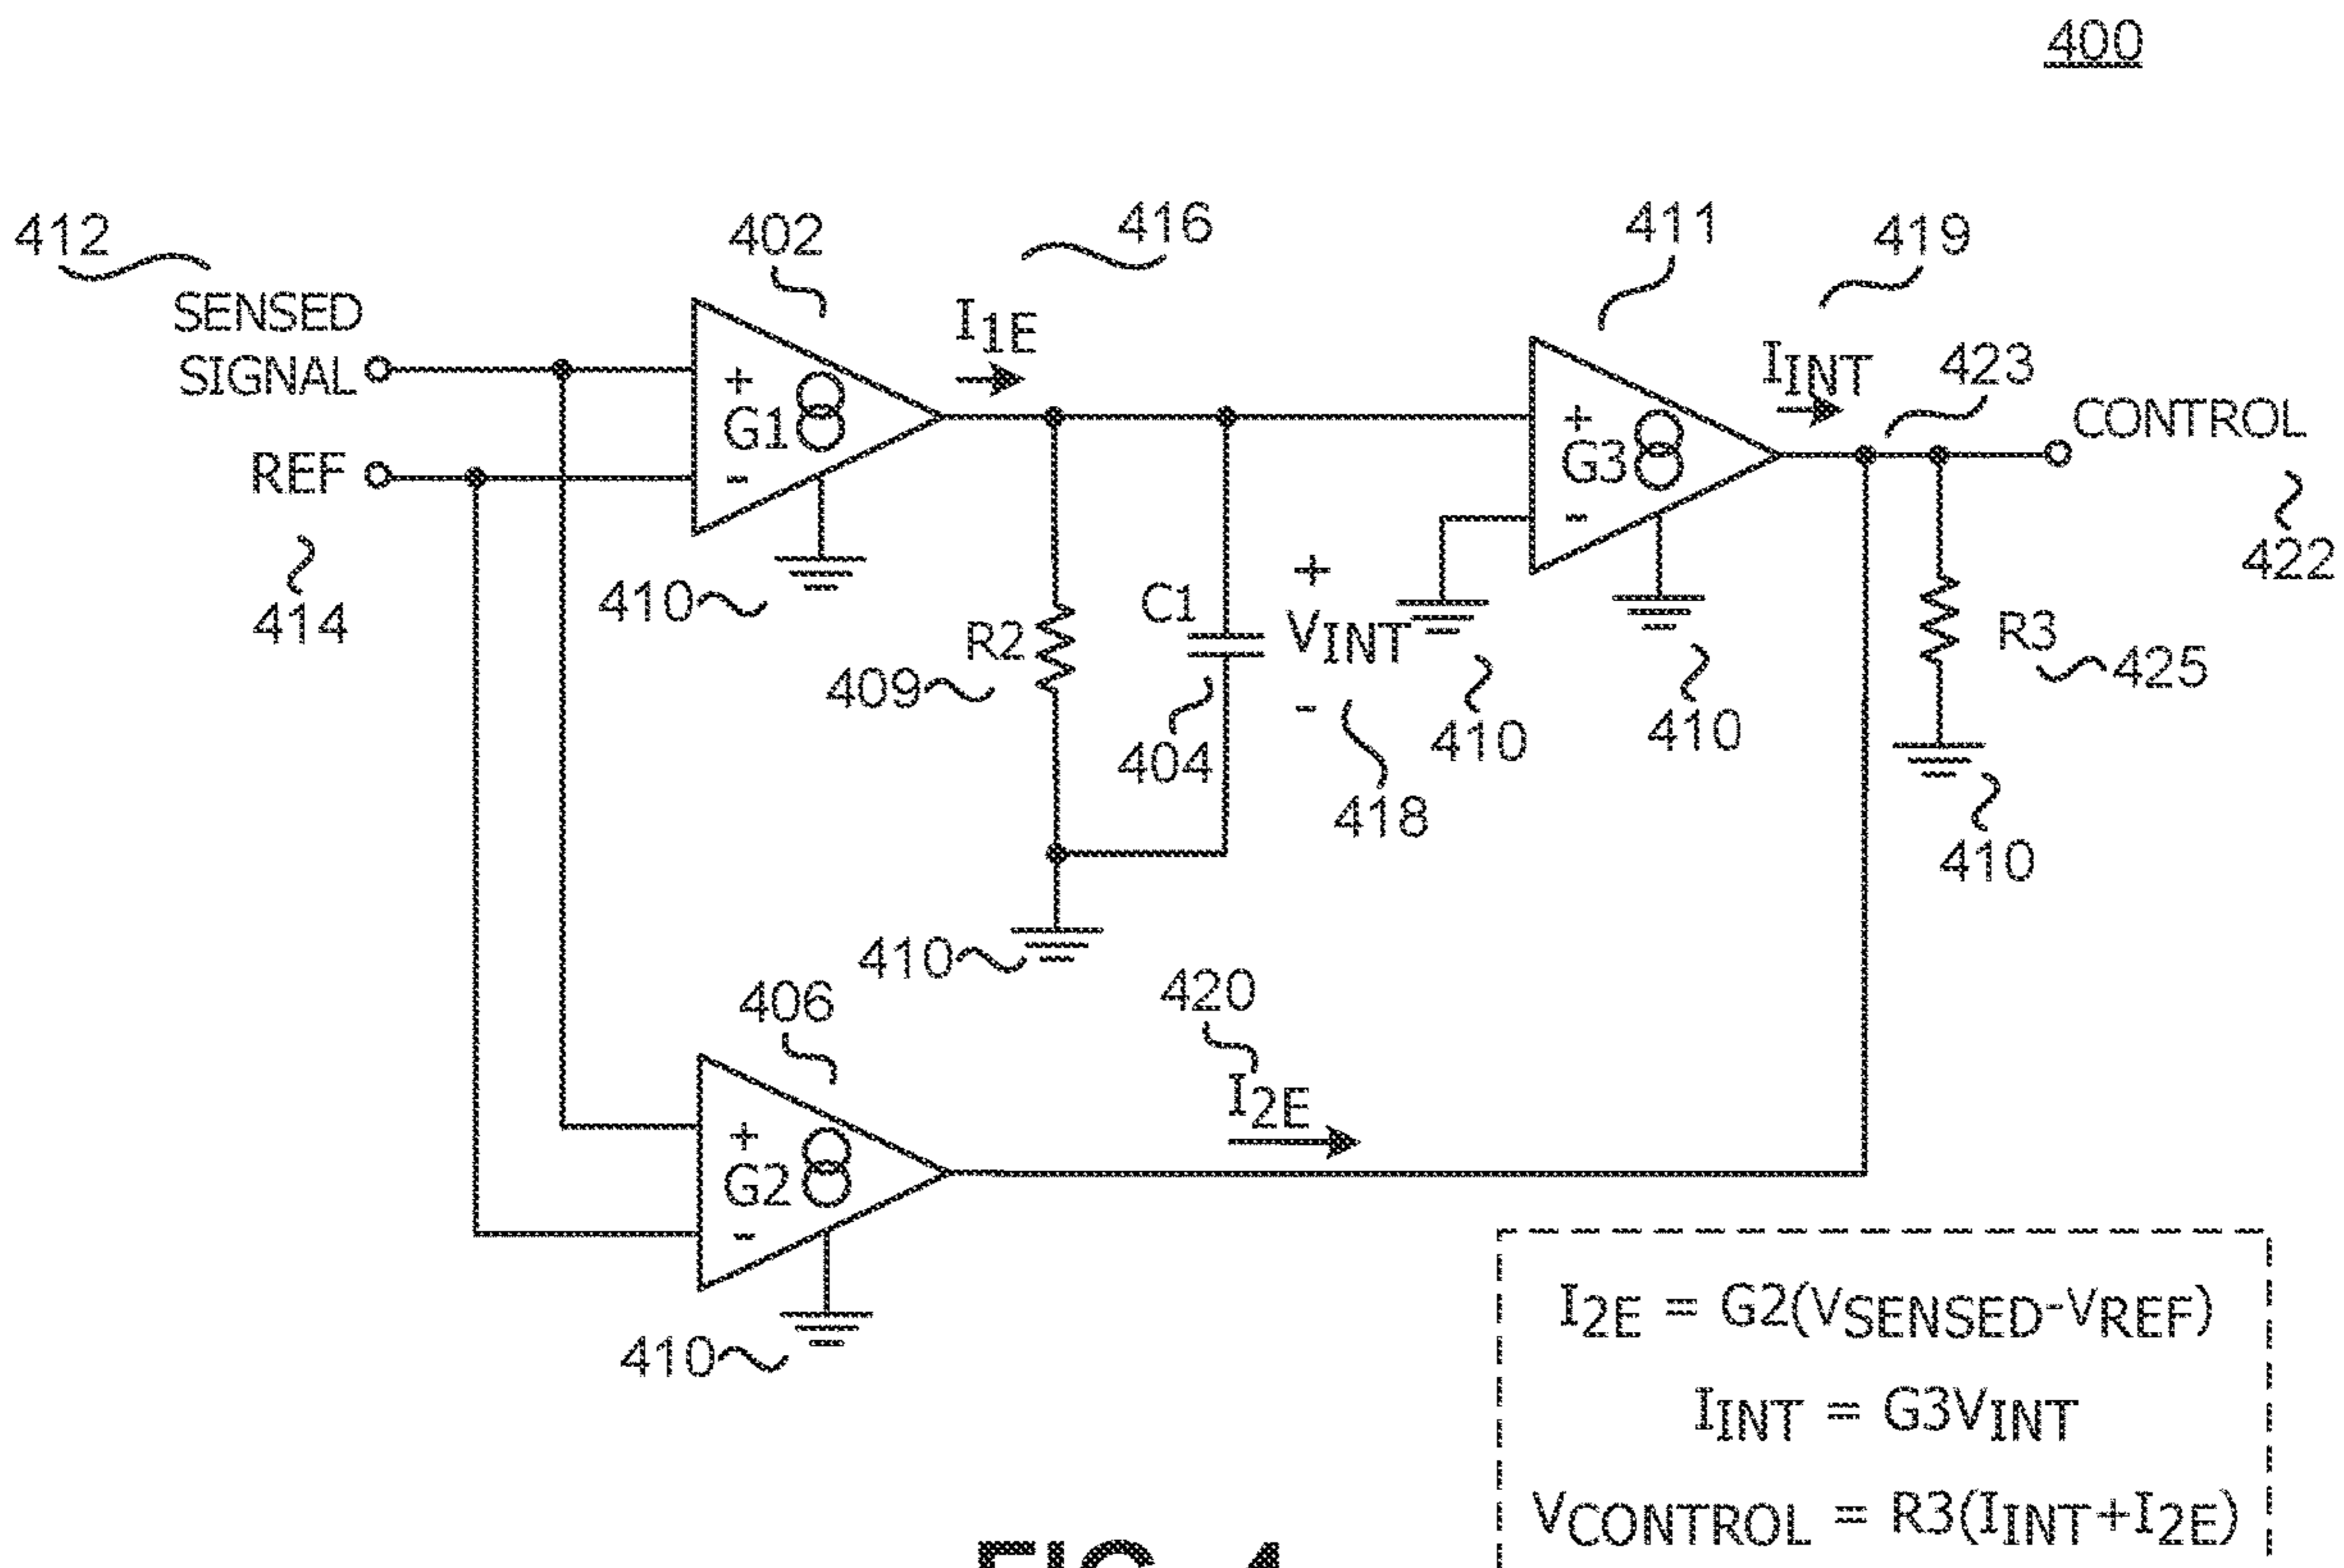 400
412
402
416
411
419
SENSED
SIGNAL
I1E
IINT
423
CONTROL
+
G1
-
+
G3
-
REF
414
410
422
C1
+
VINT
-
R2
409
404
418
410
410
R3
425
410
410
406
420
I2E
+
G2
-
410
I2E = G2(VSENSED-VREF)
IINT = G3VINT
VCONTROL = R3(IINT+I2E)